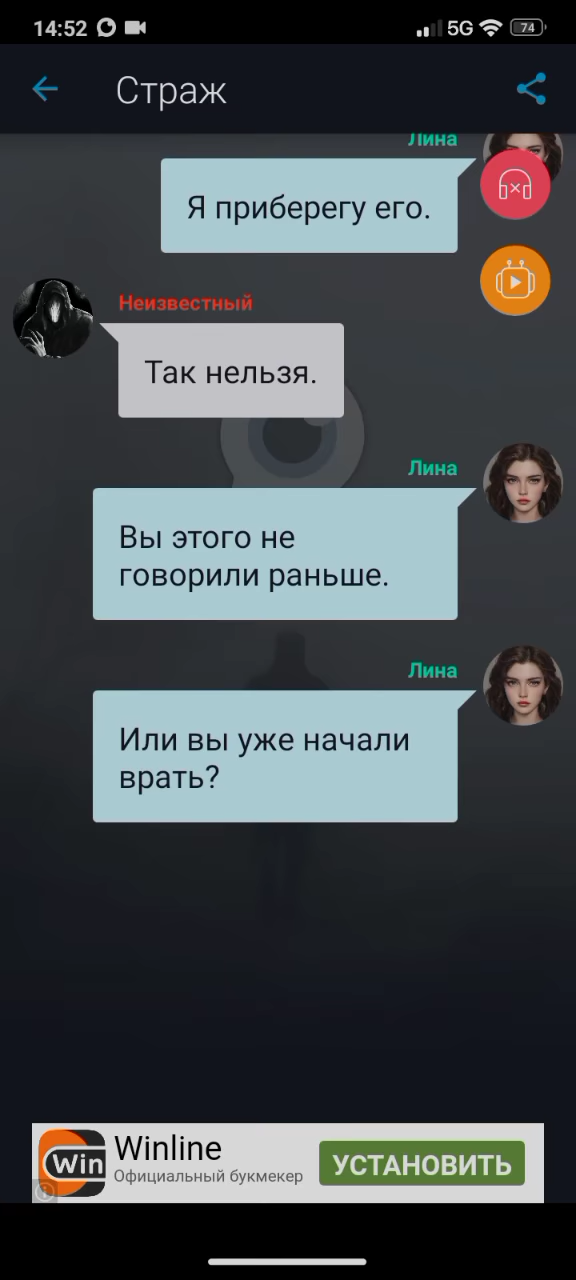 14:52
5G
74
Страж
Лина
Я приберегу его.
Неизвестный
Так нельзя.
Лина
Вы этого не
говорили раньше.
Лина
Или вы уже начали
врать?
Win
Winline
Официальный букмекер
УСТАНОВИТЬ